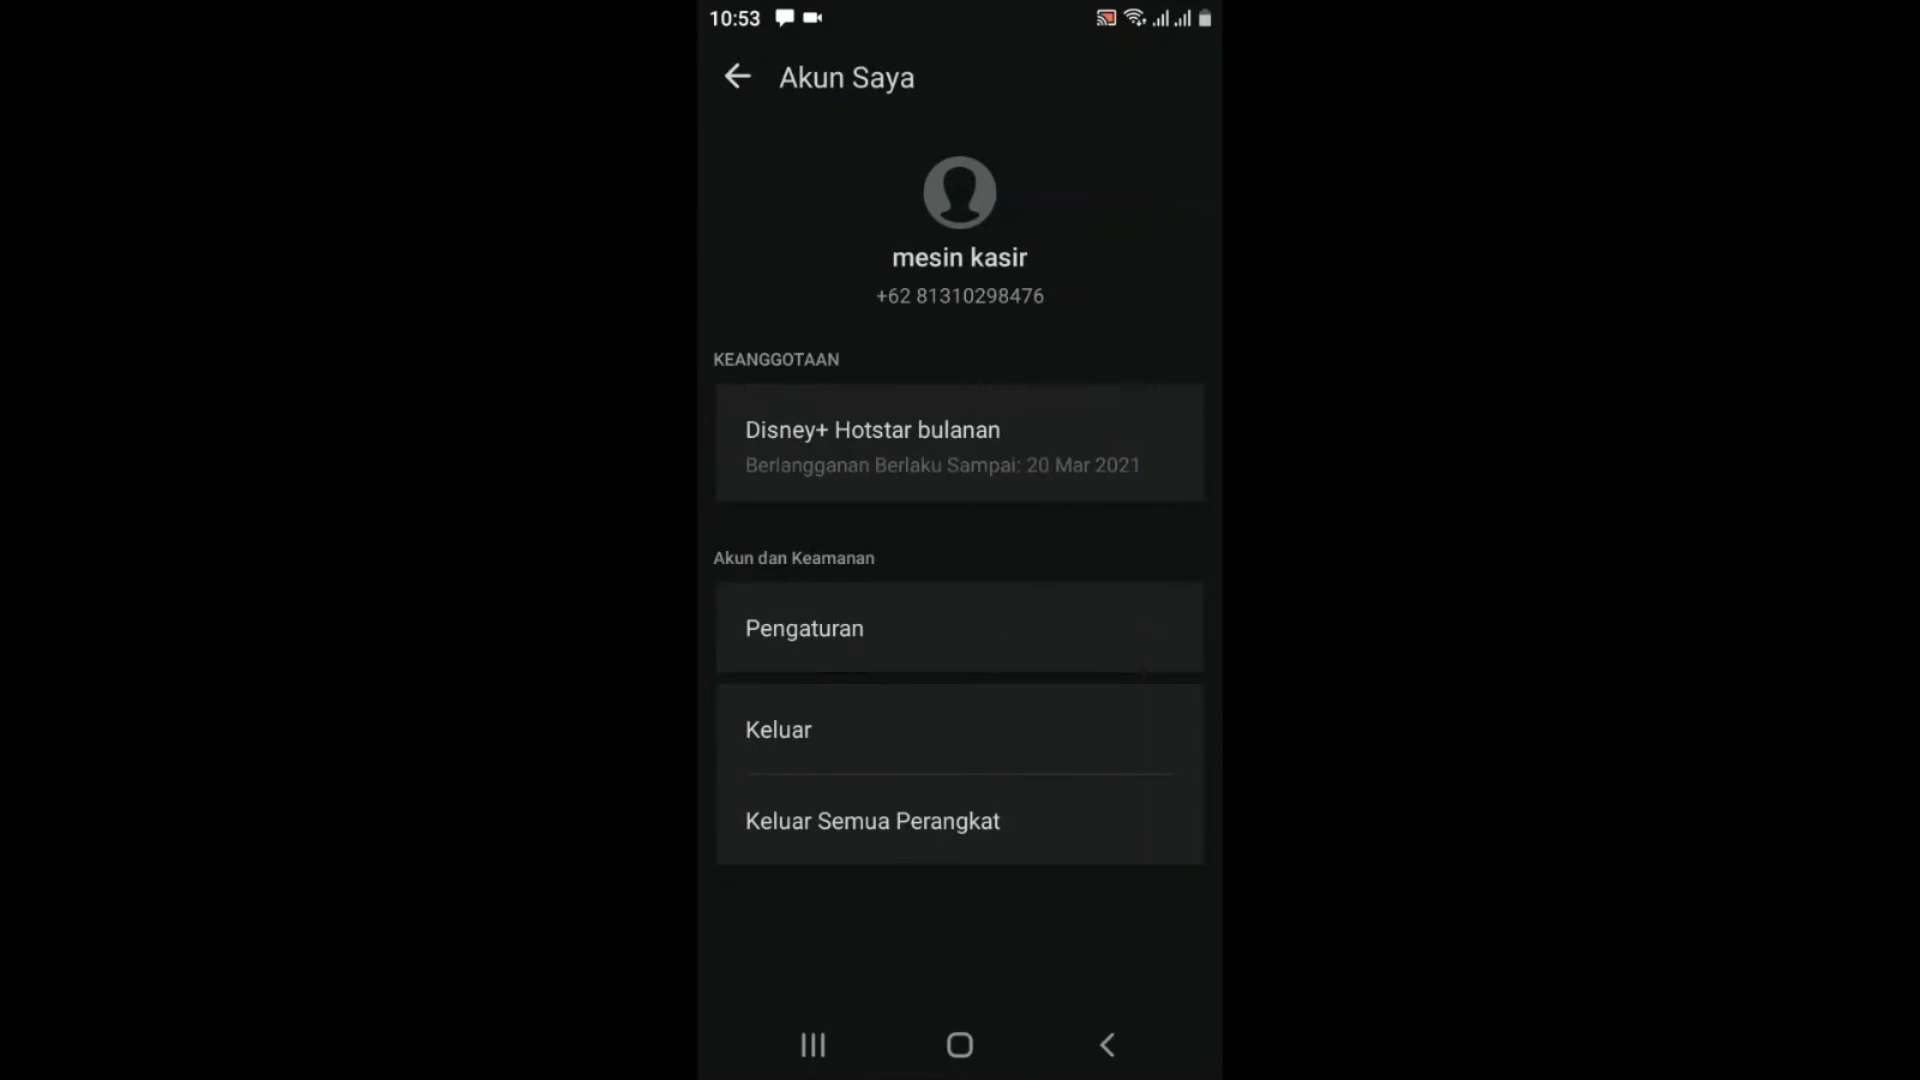 10:53
Akun Saya
mesin kasir
+62 81310298476
KEANGGOTAAN
Disney+ Hotstar bulanan
Berlangganan Berlaku Sampai: 20 Mar 2021
Akun dan Keamanan
Pengaturan
Keluar
Keluar Semua Perangkat